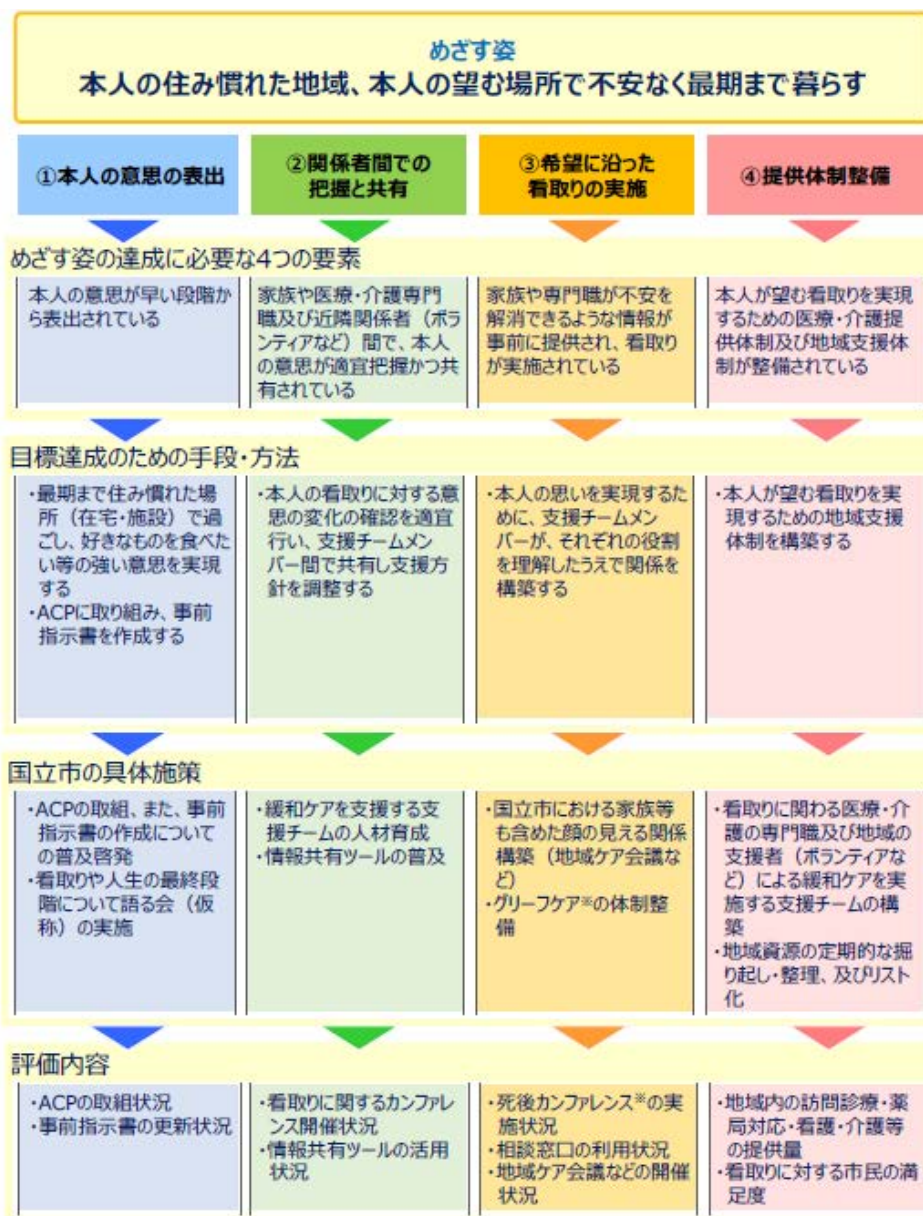 めざす姿
本人の住み慣れた地域、本人の望む場所で不安なく最期まで暮らす
①本人の意思の表出
②関係者間での
把握と共有
③希望に沿った
看取りの実施
④提供体制整備
めざす姿の達成に必要な4つの要素
本人の意思が早い段階か
ら表出されている
家族や医療・介護専門
職及び近隣関係者（ボラ
ンティアなど）間で、本人
の意思が適宜把握かつ共
有されている
家族や専門職が不安を
解消できるような情報が
事前に提供され、看取り
が実施されている
本人が望む看取りを実現
するための医療・介護提
供体制及び地域支援体
制が整備されている
目標達成のための手段・方法
・最期まで住み慣れた場
所（在宅・施設）で過
ごし、好きなものを食べた
い等の強い意思を実現
する
・ACPに取り組み、事前
指示書を作成する
・本人の看取りに対する意
思の変化の確認を適宜
行い、支援チームメン
バー間で共有し支援方
針を調整する
・本人の思いを実現するた
めに、支援チームメン
バーが、それぞれの役割
を理解したうえで関係を
構築する
・本人が望む看取りを実
現するための地域支援
体制を構築する
国立市の具体施策
・ACPの取組、また、事前
指示書の作成について
の普及啓発
・看取りや人生の最終段
階について語る会（仮
称）の実施
・緩和ケアを支援する支
援チームの人材育成
・情報共有ツールの普及
・国立市における家族等
も含めた顔の見える関係
構築（地域ケア会議な
ど）
・グリーフケア※の体制整
備
・看取りに関わる医療・介
護の専門職及び地域の
支援者（ボランティアな
ど）による緩和ケアを実
施する支援チームの構
築
・地域資源の定期的な掘
り起し・整理、及びリスト
化
評価内容
・ACPの取組状況
・事前指示書の更新状況
・看取りに関するカンファレ
ンス開催状況
・情報共有ツールの活用
状況
・死後カンファレンス※の実
施状況
・相談窓口の利用状況
・地域ケア会議などの開催
状況
・地域内の訪問診療・薬
局対応・看護・介護等
の提供量
・看取りに対する市民の満
足度